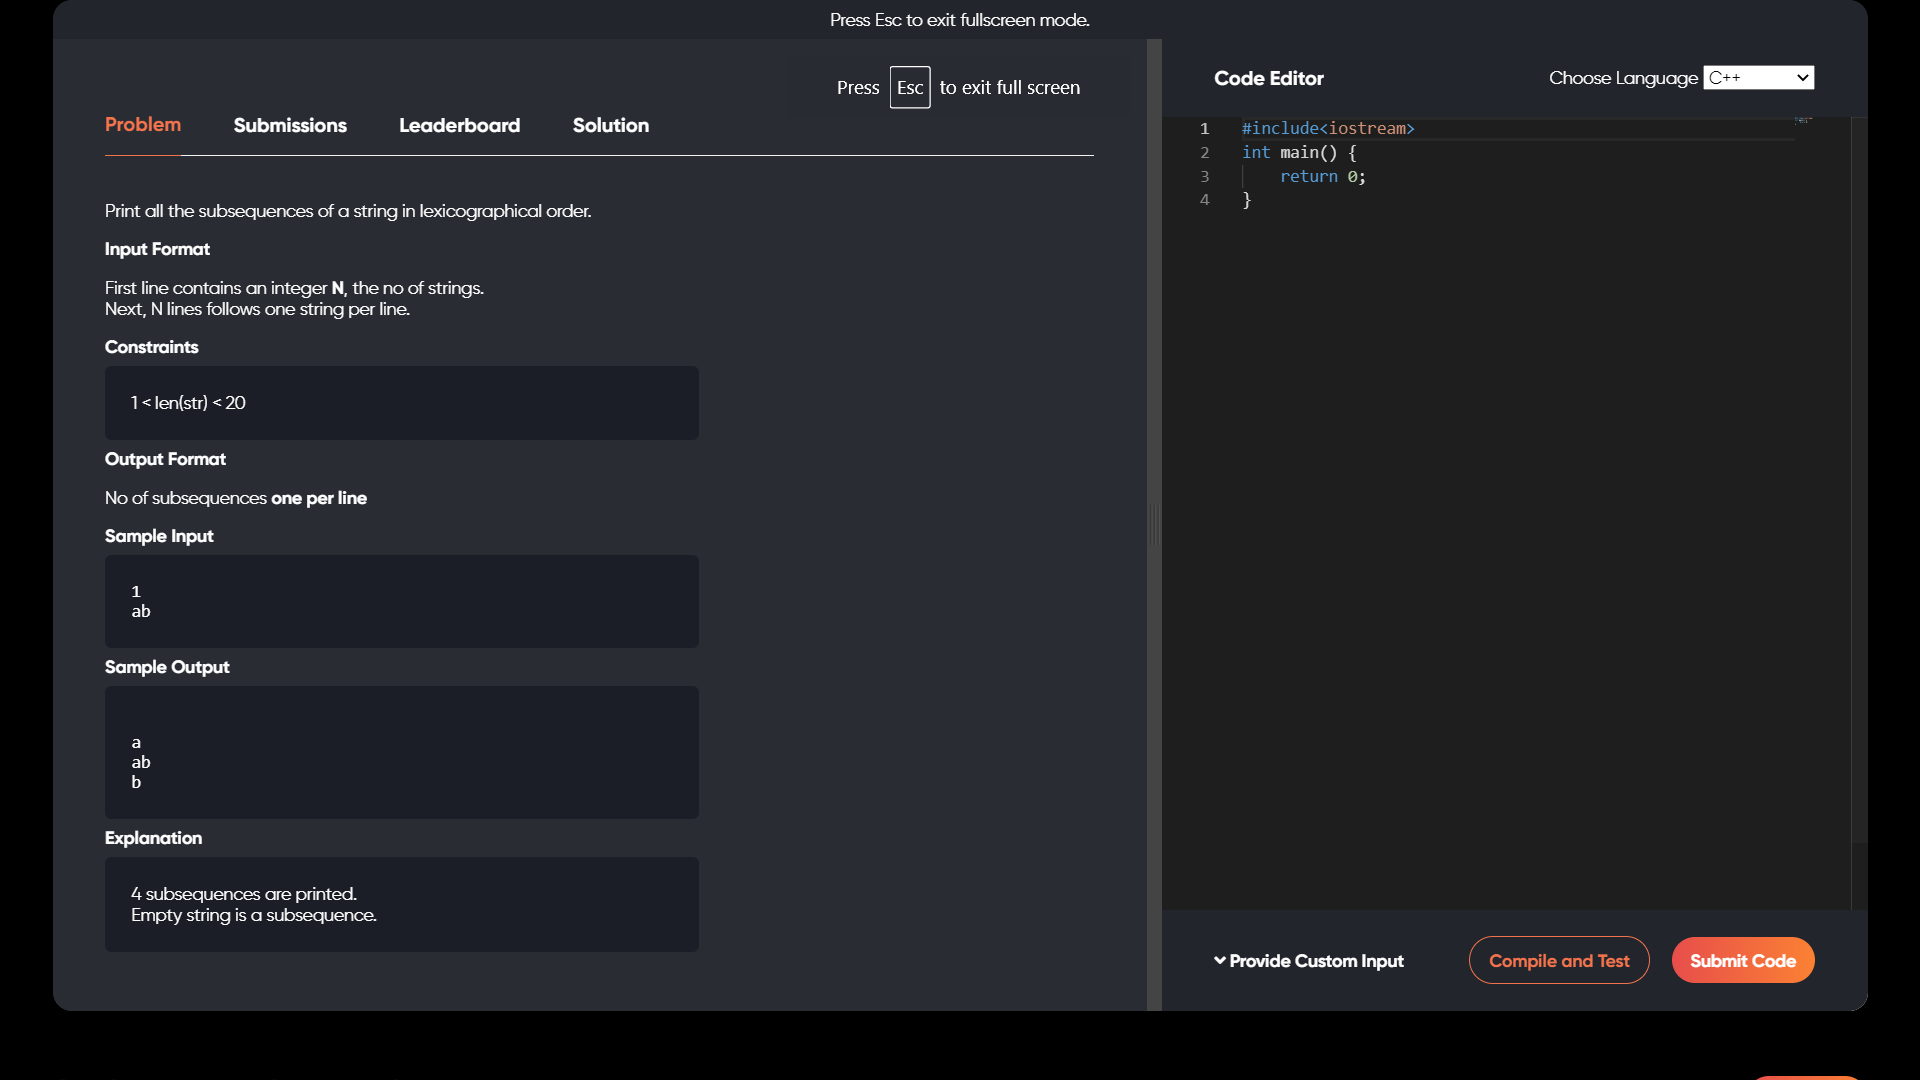 Press Esc to exit fullscreen mode.
Press Esc to exit full screen
Problem Submissions Leaderboard Solution
Print all the subsequences of a string in lexicographical order.
Input Format
First line contains an integer N, the no of strings.
Next, N lines follows one string per line.
Constraints
1 < len(str) < 20
Output Format
No of subsequences one per line
Sample Input
1
ab
Sample Output
a
ab
b
Explanation
4 subsequences are printed.
Empty string is a subsequence.
Code Editor
Choose Language C++
1 #include<iostream>
2 int main() {
3 return 0;
4 }
Provide Custom Input
Compile and Test
Submit Code